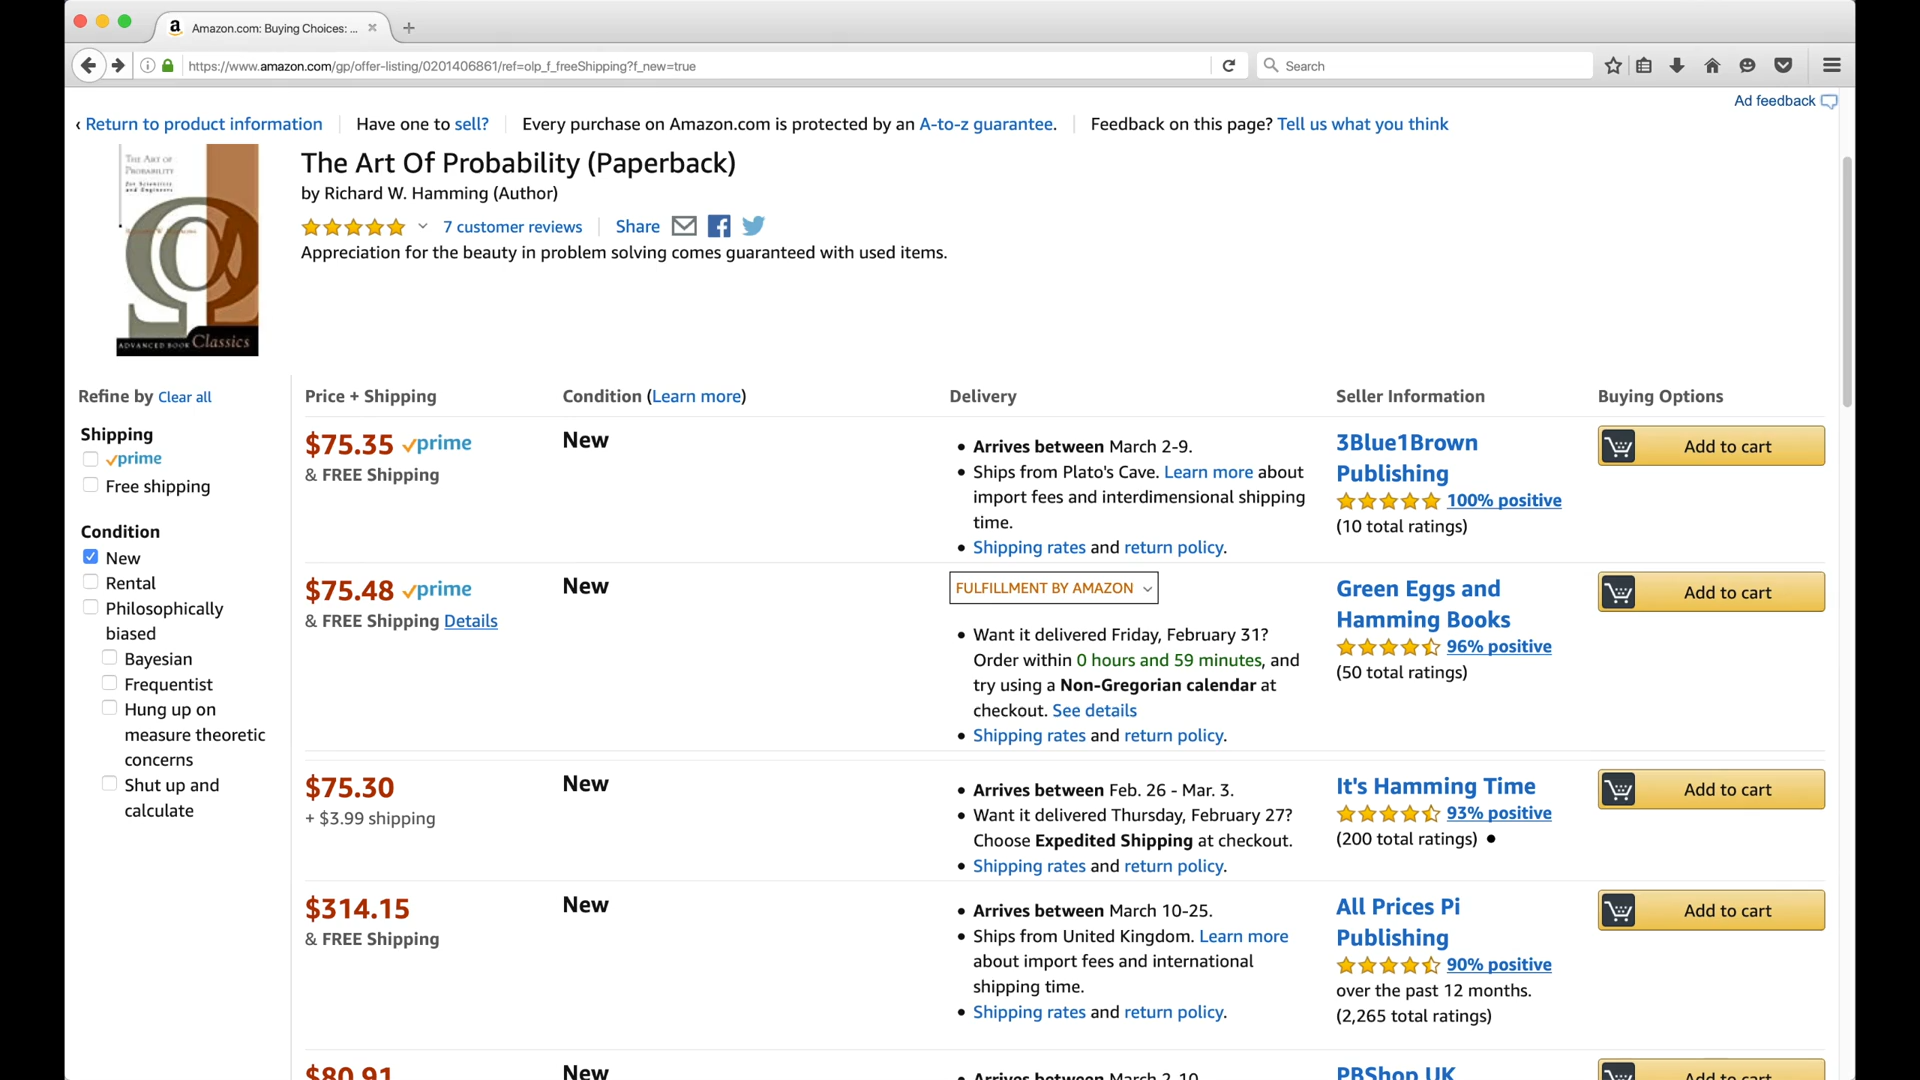 Amazon.com: Buying Choices: ...
https://www.amazon.com/gp/offer-listing/0201406861/ref=olp_f_freeShipping?f_new=true
Search
Ad feedback
‹ Return to product information
Have one to sell?
Every purchase on Amazon.com is protected by an A-to-z guarantee.
Feedback on this page? Tell us what you think
The Art of
Probability
for Scientists
and Engineers
ADVANCED BOOK Classics
The Art Of Probability (Paperback)
by Richard W. Hamming (Author)
7 customer reviews
Share
Appreciation for the beauty in problem solving comes guaranteed with used items.
Refine by Clear all
Shipping
prime
Free shipping
Condition
New
Rental
Philosophically
biased
Bayesian
Frequentist
Hung up on
measure theoretic
concerns
Shut up and
calculate
Price + Shipping
Condition (Learn more)
Delivery
Seller Information
Buying Options
$75.35 prime
& FREE Shipping
New
• Arrives between March 2-9.
• Ships from Plato's Cave. Learn more about
import fees and interdimensional shipping
time.
• Shipping rates and return policy.
3Blue1Brown
Publishing
100% positive
(10 total ratings)
Add to cart
$75.48 prime
& FREE Shipping Details
New
FULFILLMENT BY AMAZON
• Want it delivered Friday, February 31?
Order within 0 hours and 59 minutes, and
try using a Non-Gregorian calendar at
checkout. See details
• Shipping rates and return policy.
Green Eggs and
Hamming Books
96% positive
(50 total ratings)
Add to cart
$75.30
+ $3.99 shipping
New
• Arrives between Feb. 26 - Mar. 3.
• Want it delivered Thursday, February 27?
Choose Expedited Shipping at checkout.
• Shipping rates and return policy.
It's Hamming Time
93% positive
(200 total ratings) •
Add to cart
$314.15
& FREE Shipping
New
• Arrives between March 10-25.
• Ships from United Kingdom. Learn more
about import fees and international
shipping time.
• Shipping rates and return policy.
All Prices Pi
Publishing
90% positive
over the past 12 months.
(2,265 total ratings)
Add to cart
$80.91
New
• Arrives between March 2-10.
PBShop UK
Add to cart